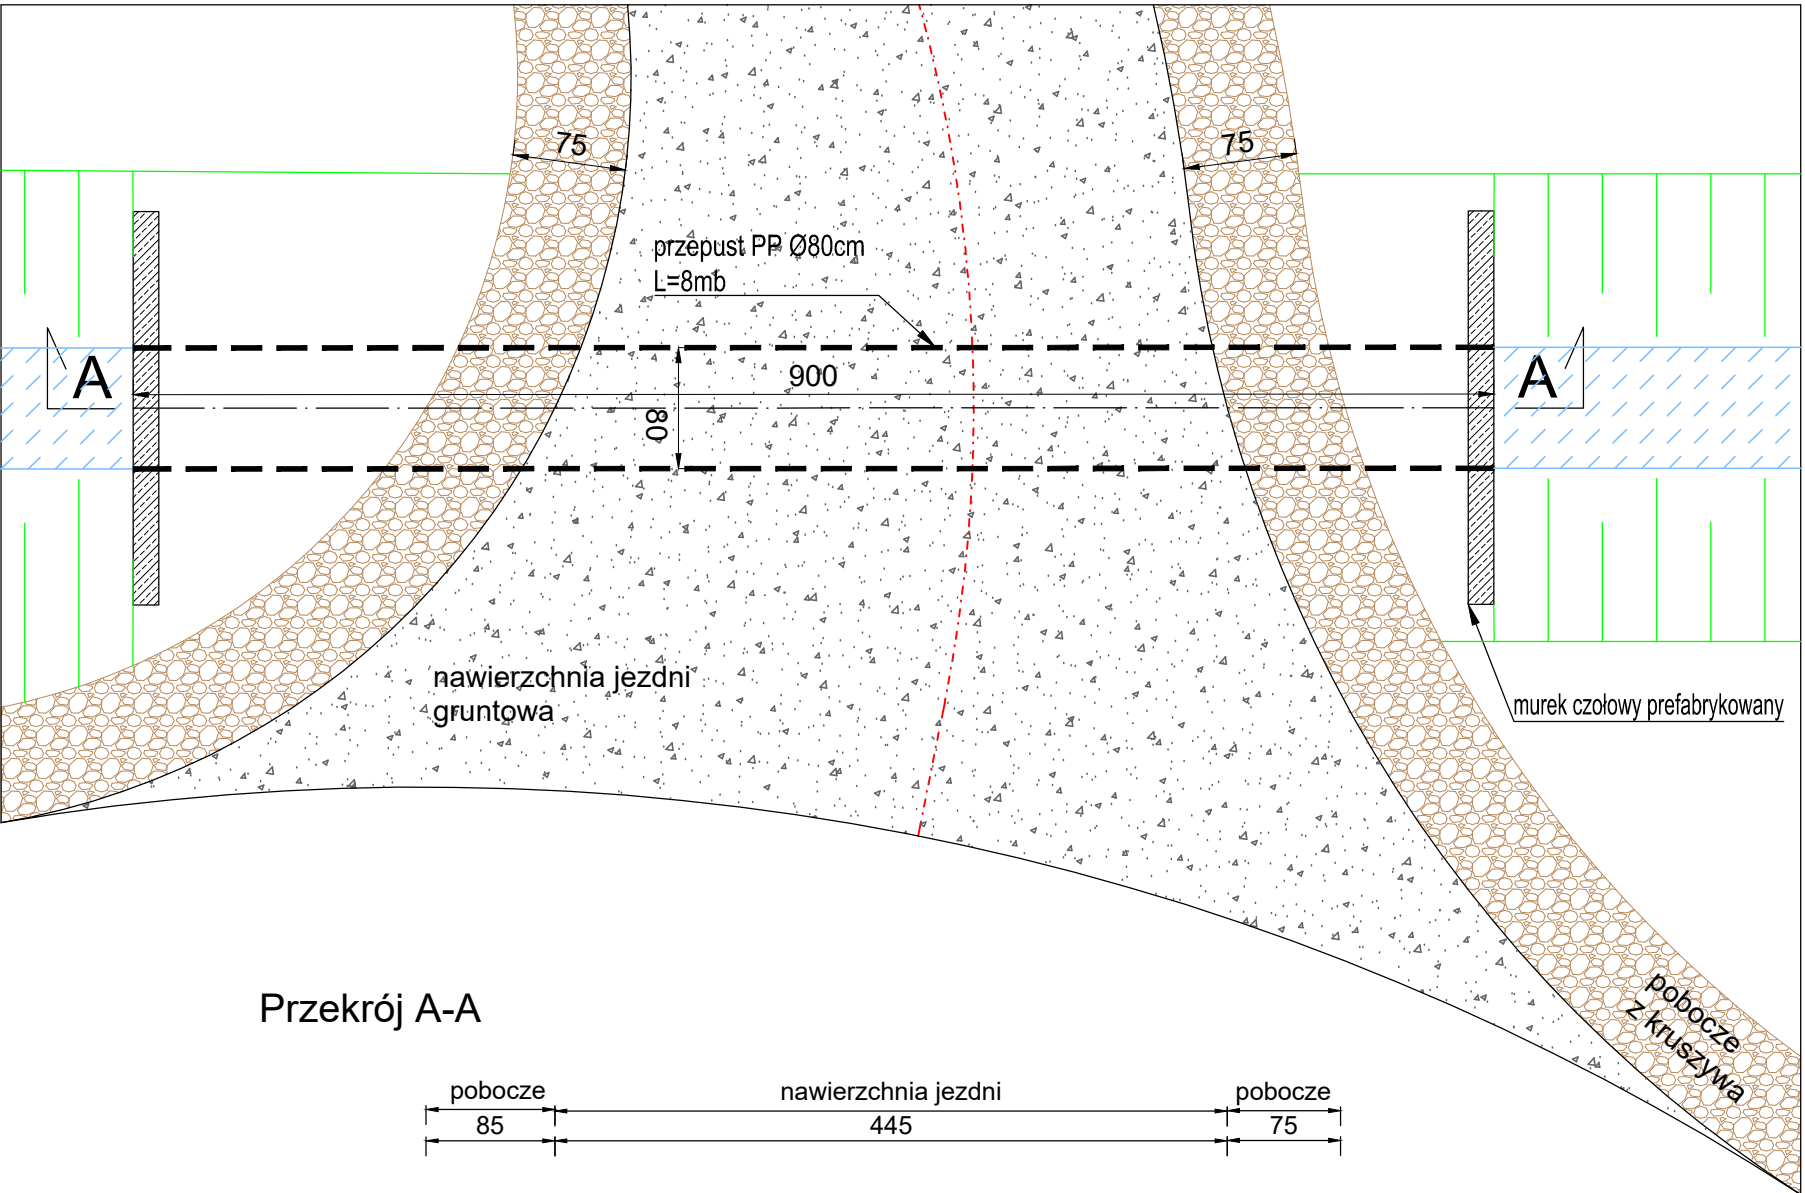 75
75
przepust PP Ø80cm
L=8mb
A
900
A
80
nawierzchnia jezdni
gruntowa
murek czołowy prefabrykowany
pobocze
z kruszywa
Przekrój A-A
pobocze
nawierzchnia jezdni
pobocze
85
445
75